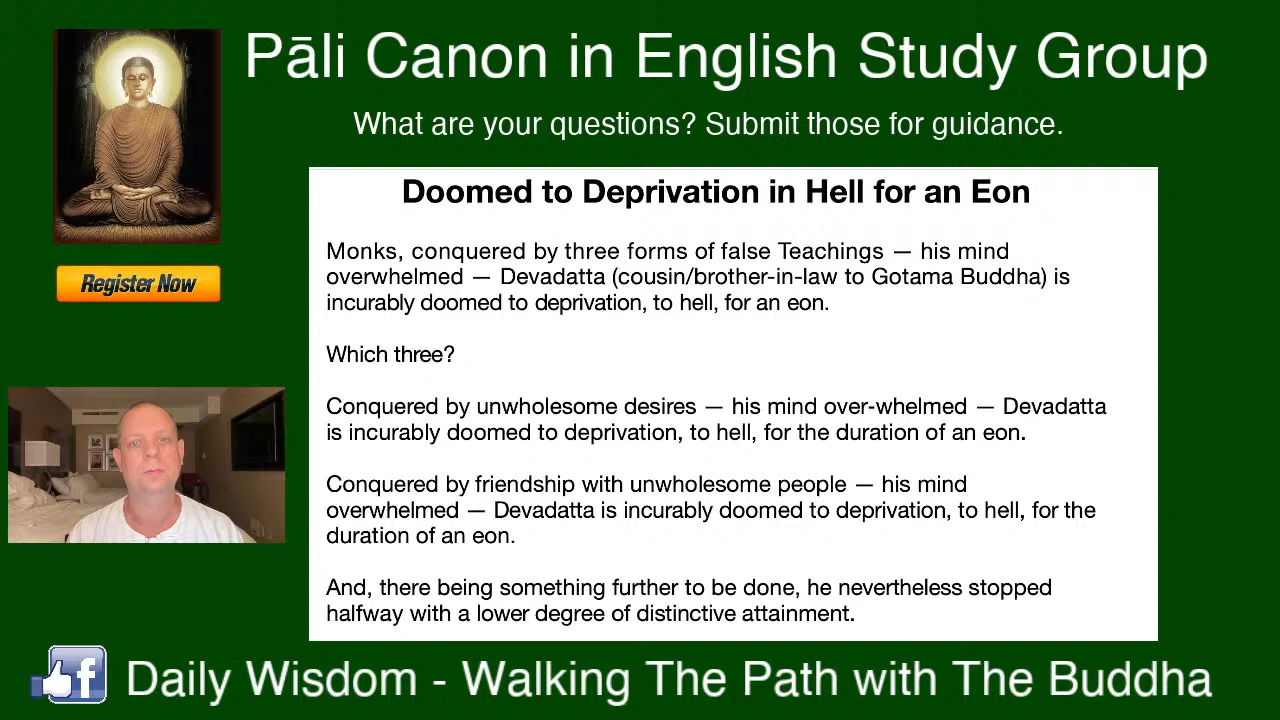 Pāli Canon in English Study Group
What are your questions? Submit those for guidance.
Register Now
Doomed to Deprivation in Hell for an Eon
Monks, conquered by three forms of false Teachings — his mind
overwhelmed — Devadatta (cousin/brother-in-law to Gotama Buddha) is
incurably doomed to deprivation, to hell, for an eon.
Which three?
Conquered by unwholesome desires — his mind over-whelmed — Devadatta
is incurably doomed to deprivation, to hell, for the duration of an eon.
Conquered by friendship with unwholesome people — his mind
overwhelmed — Devadatta is incurably doomed to deprivation, to hell, for the
duration of an eon.
And, there being something further to be done, he nevertheless stopped
halfway with a lower degree of distinctive attainment.
f
Daily Wisdom - Walking The Path with The Buddha